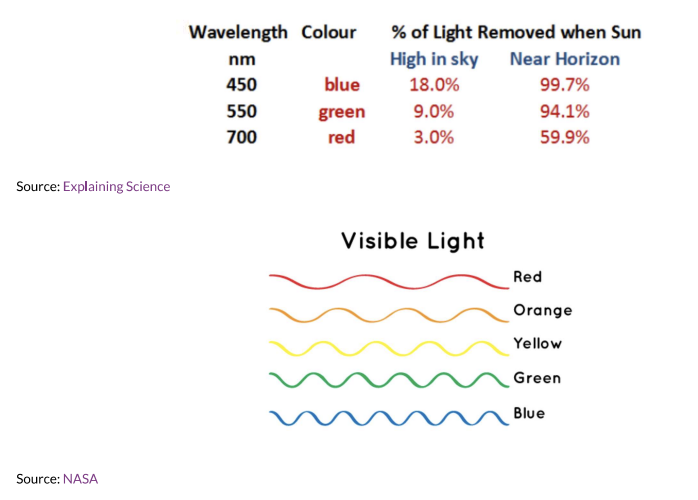 Wavelength Colour % of Light Removed when Sun
nm High in sky Near Horizon
450 blue 18.0% 99.7%
550 green 9.0% 94.1%
700 red 3.0% 59.9%
Source: Explaining Science
Visible Light
Red
Orange
Yellow
Green
Blue
Source: NASA